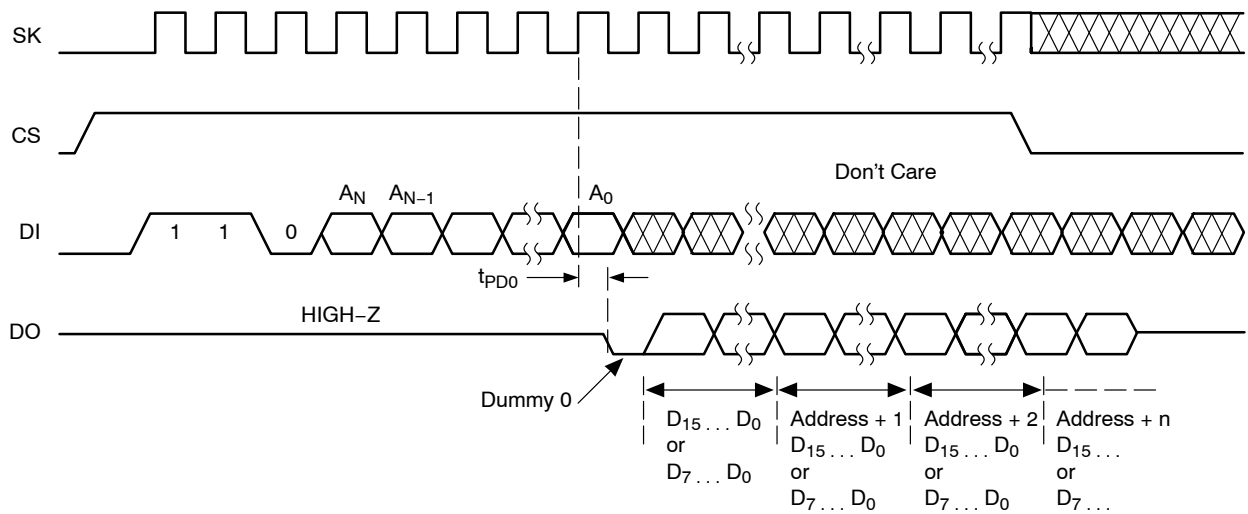 SK
CS
Don't Care
A_N A_N−1 A_0
DI 1 1 0
t_PD0
HIGH−Z
DO
Dummy 0
D_15 . . . D_0
or
D_7 . . . D_0
Address + 1
D_15 . . . D_0
or
D_7 . . . D_0
Address + 2
D_15 . . . D_0
or
D_7 . . . D_0
Address + n
D_15 . . .
or
D_7 . . .